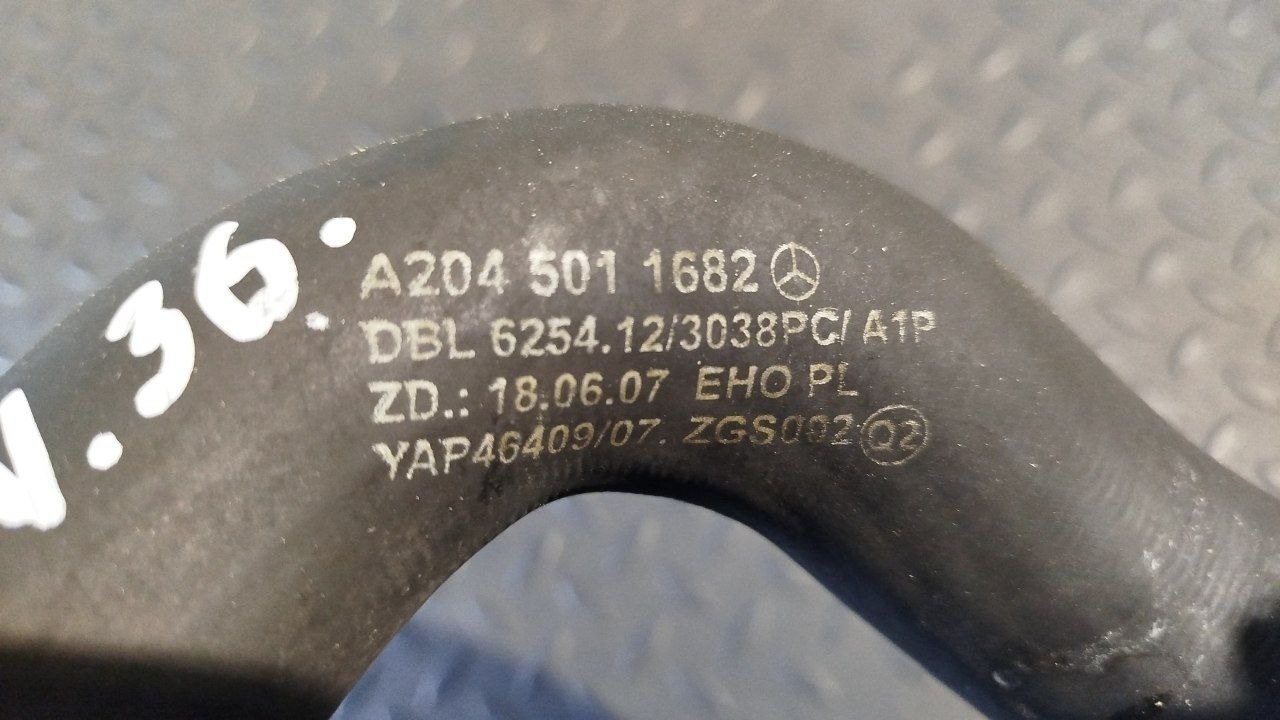 V.36.
A204 501 1682
DBL 6254.12/3038PC/ A1P
ZD.: 18.06.07 EHO PL
YAP46409/07. ZGS002 Q2